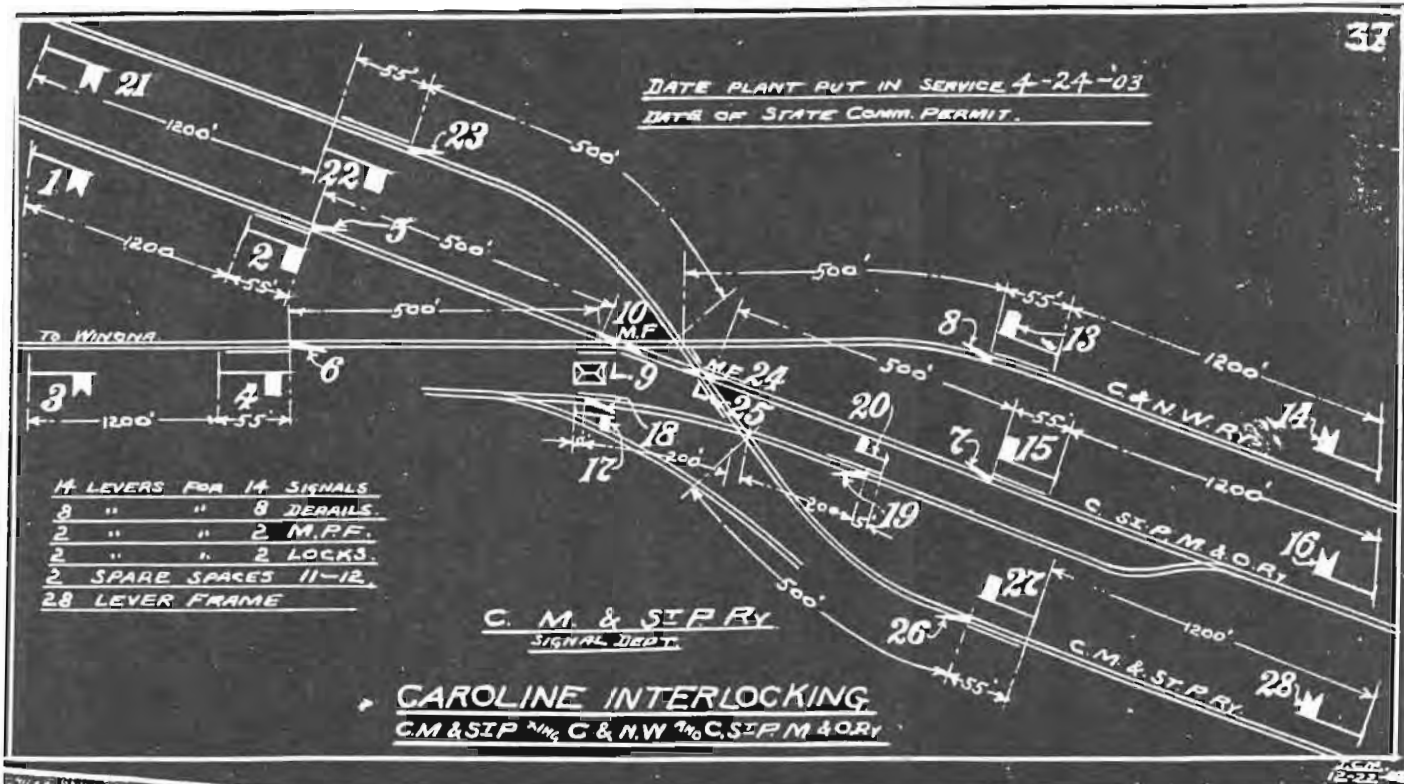 37
DATE PLANT PUT IN SERVICE 4-24-'03
DATE OF STATE COMM. PERMIT.
21
1200'
55'
23
500'
22
1
1200
2
55'
5
500'
500'
TO WINONA.
6
3
1200'
4
55'
10
M.F
9
M.F. 24
25
18
17
200'
20
19
200
5'
500'
55'
8
13
500'
1200'
C & N.W. RY
14
55'
7
15
1200'
C. ST. P. M & O. RY
16
500'
27
26
55'
1200'
C. M. & ST. P. RY.
28
14 LEVERS FOR 14 SIGNALS
8 " " 8 DERAILS.
2 " " 2 M.P.F.
2 " " 2 LOCKS.
2 SPARE SPACES 11-12
28 LEVER FRAME
C. M. & ST P RY
SIGNAL DEPT.
CAROLINE INTERLOCKING
C.M & ST P XING C & N.W AND C, ST. P. M & O RY